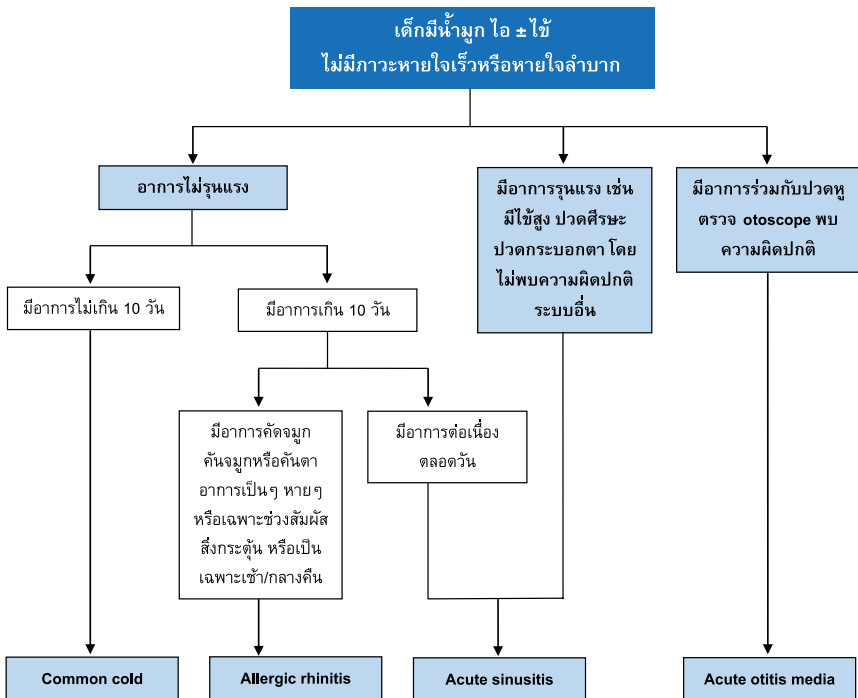 เด็กมีน้ำมูก ไอ ± ไข้
ไม่มีภาวะหายใจเร็วหรือหายใจลำบาก
อาการไม่รุนแรง
มีอาการรุนแรง เช่น
มีไข้สูง ปวดศีรษะ
ปวดกระบอกตา โดย
ไม่พบความผิดปกติ
ระบบอื่น
มีอาการร่วมกับปวดหู
ตรวจ otoscope พบ
ความผิดปกติ
มีอาการไม่เกิน 10 วัน
มีอาการเกิน 10 วัน
มีอาการคัดจมูก
คันจมูกหรือคันตา
อาการเป็นๆ หายๆ
หรือเฉพาะช่วงสัมผัส
สิ่งกระตุ้น หรือเป็น
เฉพาะเช้า/กลางคืน
มีอาการต่อเนื่อง
ตลอดวัน
Common cold
Allergic rhinitis
Acute sinusitis
Acute otitis media